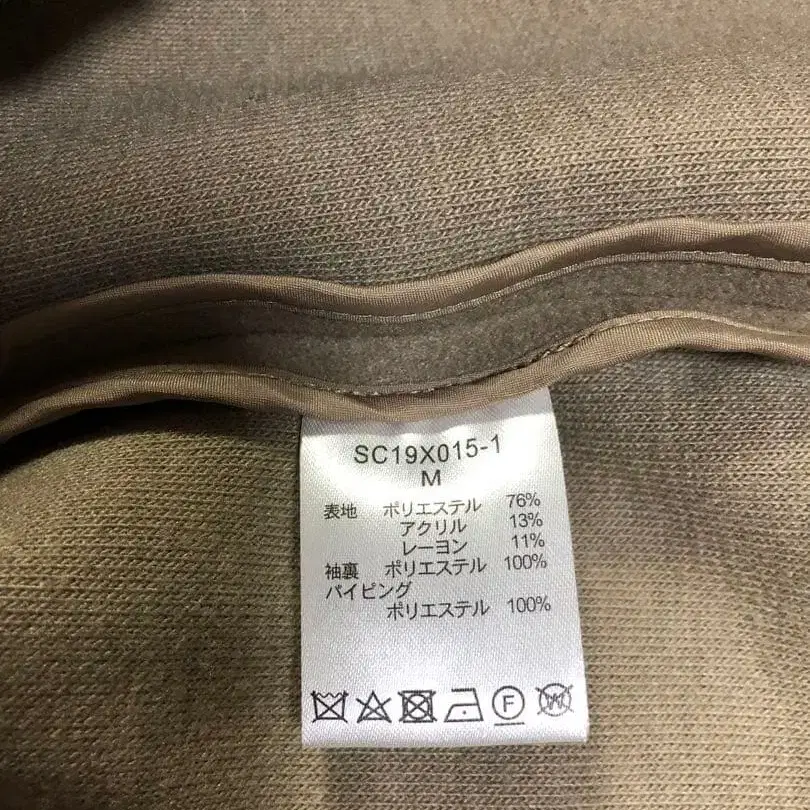 SC19X015-1
M
表地 ポリエステル 76%
アクリル 13%
レーヨン 11%
袖裏 ポリエステル 100%
パイピング
ポリエステル 100%
F W